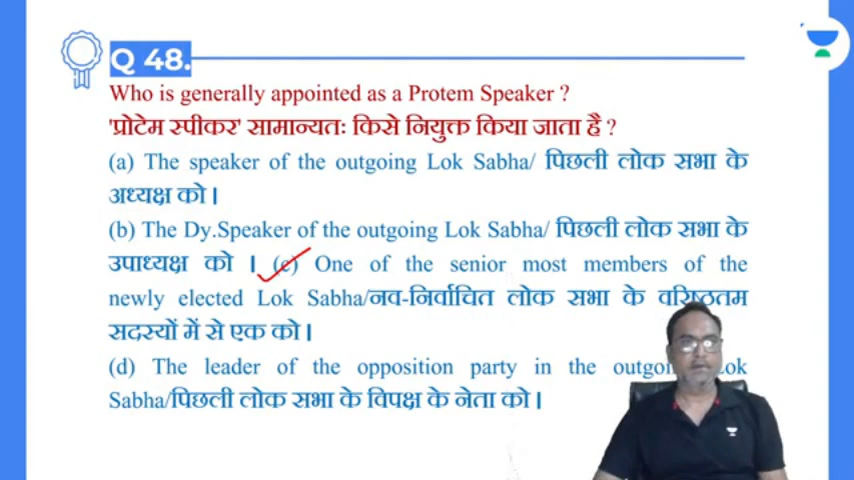 Q 48.
Who is generally appointed as a Protem Speaker ?
'प्रोटेम स्पीकर' सामान्यतः किसे नियुक्त किया जाता है ?
(a) The speaker of the outgoing Lok Sabha/ पिछली लोक सभा के
अध्यक्ष को ।
(b) The Dy.Speaker of the outgoing Lok Sabha/ पिछली लोक सभा के
उपाध्यक्ष को । (c) One of the senior most members of the
newly elected Lok Sabha/नव-निर्वाचित लोक सभा के वरिष्ठतम
सदस्यों में से एक को ।
(d) The leader of the opposition party in the
Sabha/पिछली लोक सभा के विपक्ष के नेता को ।